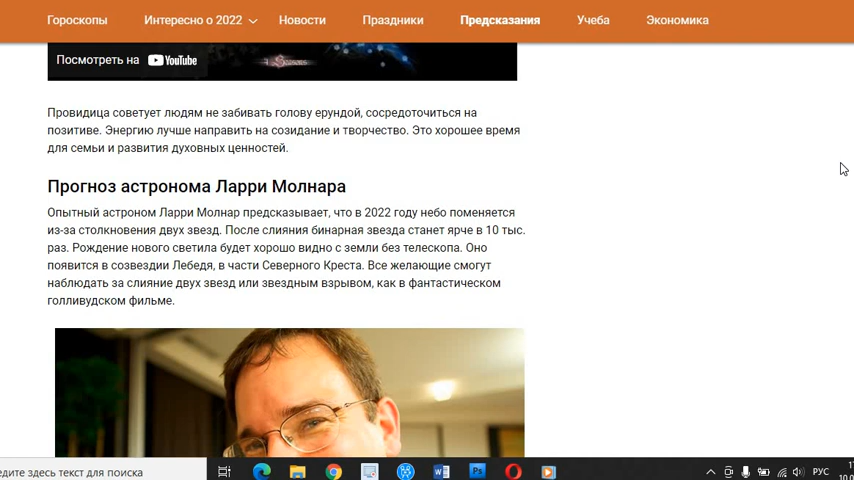 Гороскопы Интересно о 2022 Новости Праздники Предсказания Учеба Экономика
Посмотреть на YouTube
Провидица советует людям не забивать голову ерундой, сосредоточиться на
позитиве. Энергию лучше направить на созидание и творчество. Это хорошее время
для семьи и развития духовных ценностей.
Прогноз астронома Ларри Молнара
Опытный астроном Ларри Молнар предсказывает, что в 2022 году небо поменяется
из-за столкновения двух звезд. После слияния бинарная звезда станет ярче в 10 тыс.
раз. Рождение нового светила будет хорошо видно с земли без телескопа. Оно
появится в созвездии Лебедя, в части Северного Креста. Все желающие смогут
наблюдать за слияние двух звезд или звездным взрывом, как в фантастическом
голливудском фильме.
едите здесь текст для поиска
РУС